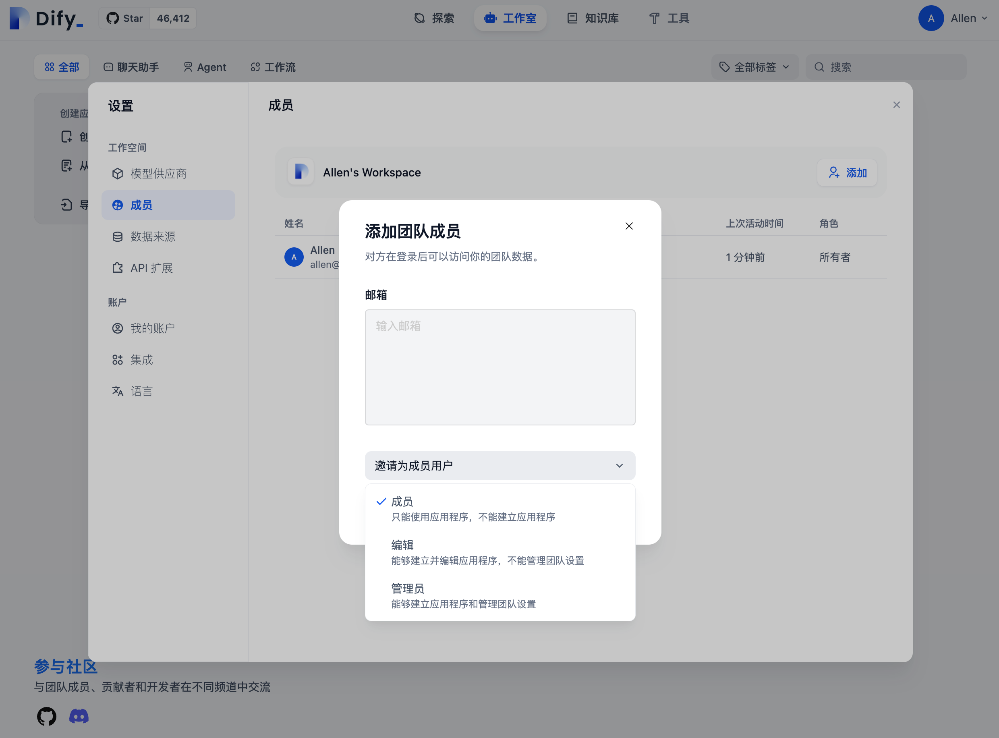 Dify_
Star 46,412
探索
工作室
知识库
工具
A Allen
全部
聊天助手
Agent
工作流
全部标签
搜索
创建应
创
从
导
设置
工作空间
模型供应商
成员
数据来源
API 扩展
账户
我的账户
集成
语言
成员
Allen's Workspace
添加
姓名
上次活动时间
角色
A Allen
allen@
1 分钟前
所有者
添加团队成员
对方在登录后可以访问你的团队数据。
邮箱
输入邮箱
邀请为成员用户
成员
只能使用应用程序，不能建立应用程序
编辑
能够建立并编辑应用程序，不能管理团队设置
管理员
能够建立应用程序和管理团队设置
参与社区
与团队成员、贡献者和开发者在不同频道中交流